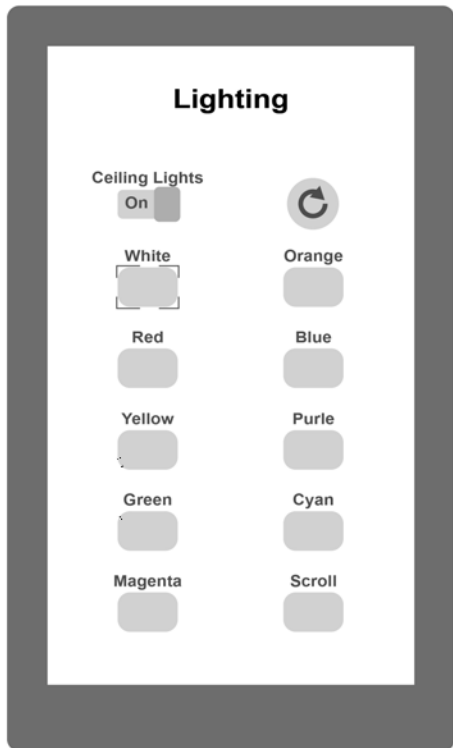 Lighting
Ceiling Lights
On
White Orange
Red Blue
Yellow Purle
Green Cyan
Magenta Scroll